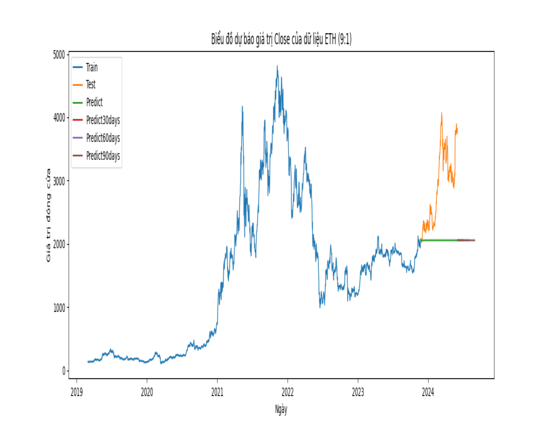 Biểu đồ dự báo giá trị Close của dữ liệu ETH (9:1)
Train
Test
Predict
Predict30days
Predict60days
Predict90days
Giá trị đóng cửa
5000
4000
3000
2000
1000
0
2019
2020
2021
2022
2023
2024
Ngày